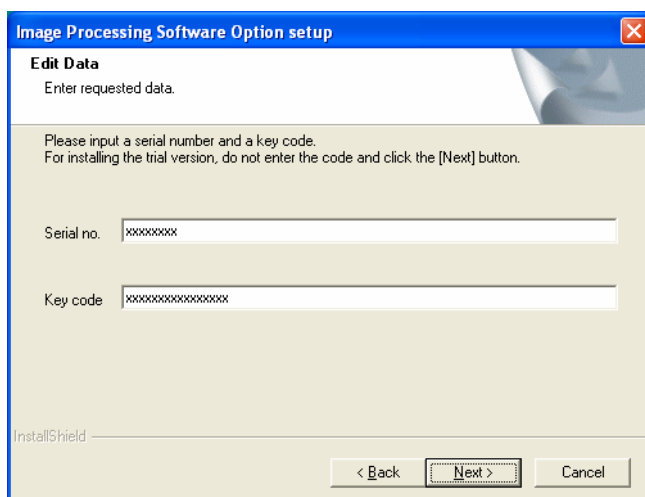 Image Processing Software Option setup
Edit Data
Enter requested data.
Please input a serial number and a key code.
For installing the trial version, do not enter the code and click the [Next] button.
Serial no. xxxxxxxx
Key code xxxxxxxxxxxxxxxx
InstallShield
< Back Next > Cancel